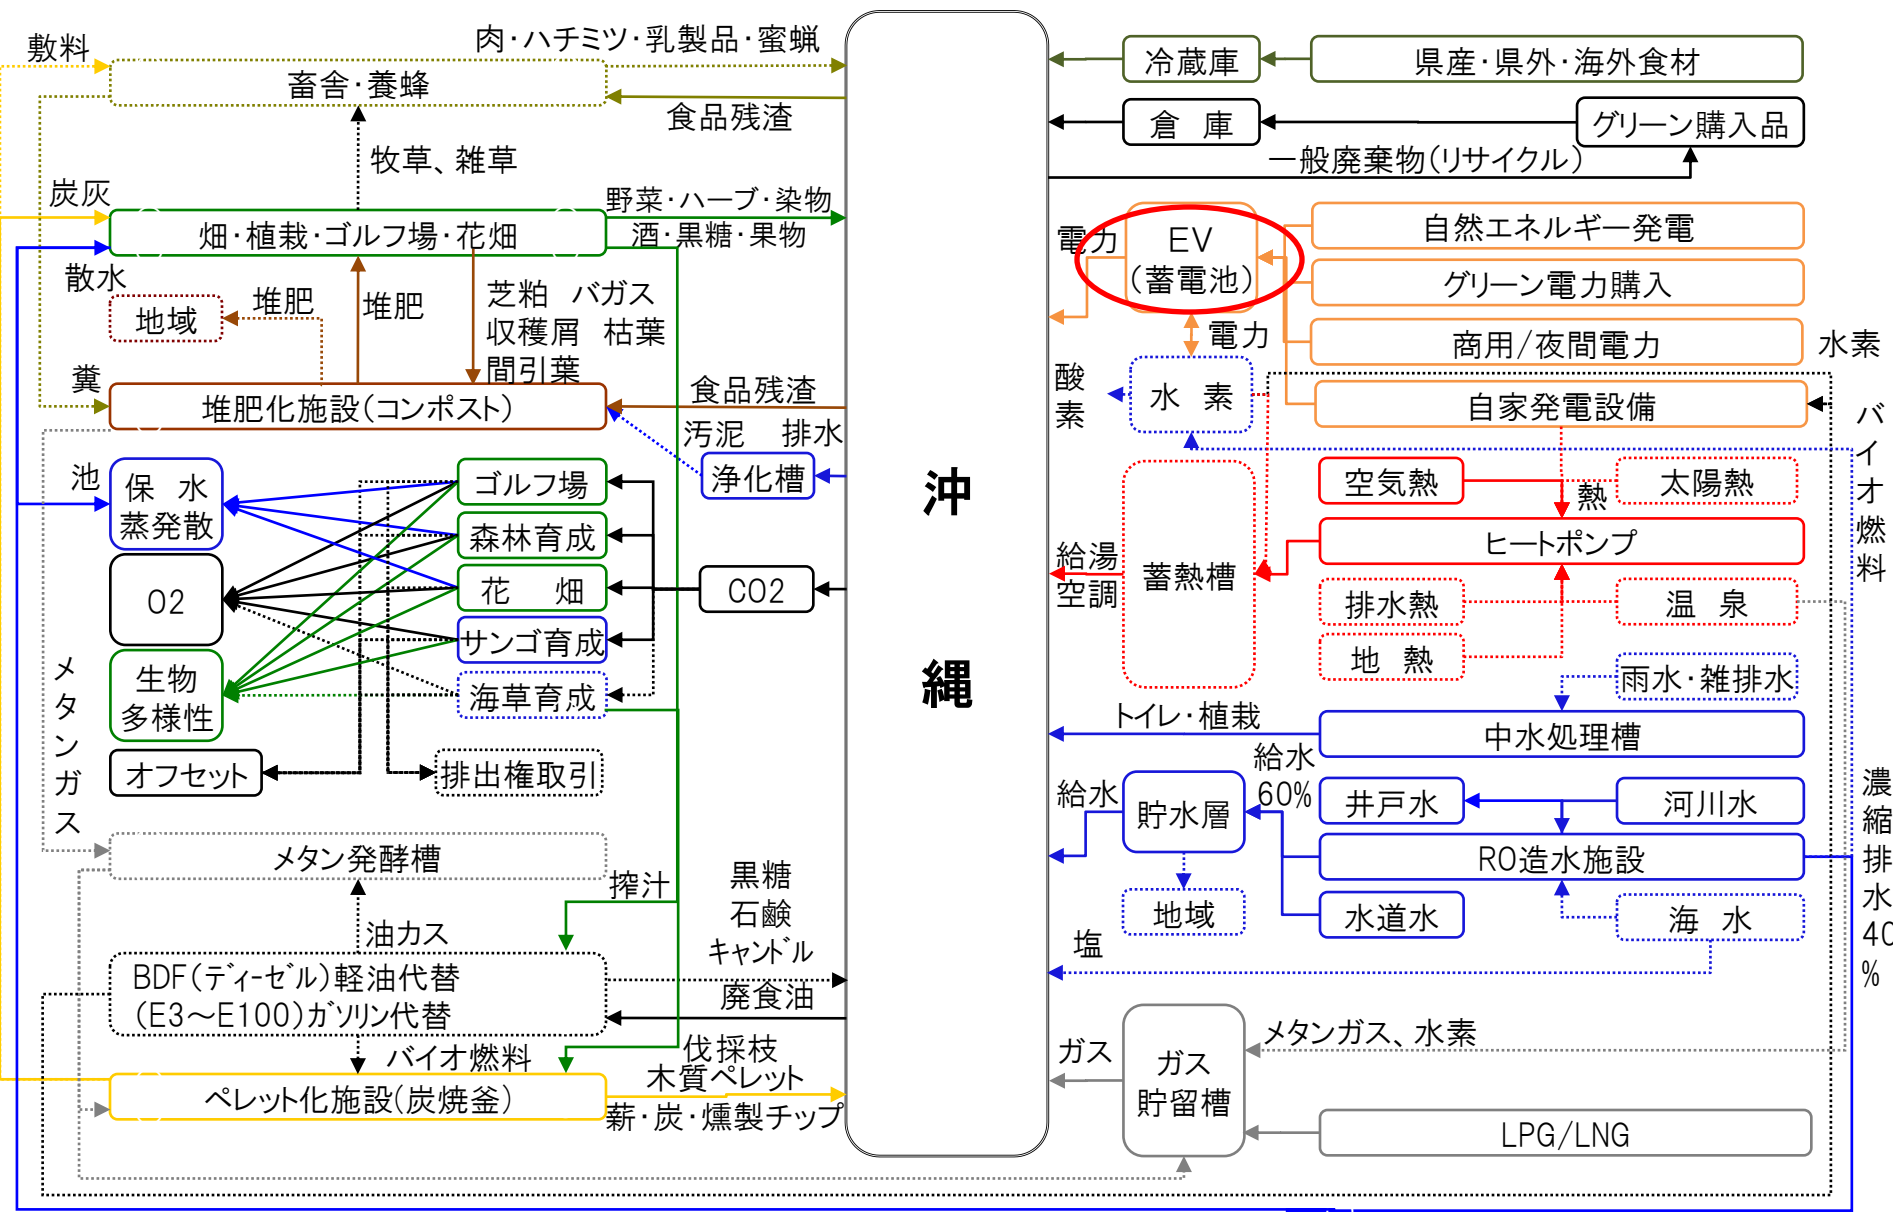 敷料
肉・ハチミツ・乳製品・蜜蝋
畜舎・養蜂
食品残渣
牧草、雑草
炭灰
野菜・ハーブ・染物
畑・植栽・ゴルフ場・花畑
酒・黒糖・果物
散水
地域
堆肥
堆肥
芝粕　バガス
収穫屑　枯葉
間引葉
糞
堆肥化施設(コンポスト)
食品残渣
汚泥　排水
浄化槽
池
保　水
蒸発散
ゴルフ場
森林育成
O2
花　畑
CO2
サンゴ育成
生物
多様性
海草育成
オフセット
排出権取引
メタンガス
メタン発酵槽
搾汁
黒糖
石鹸
キャンドル
油カス
BDF(ディーゼル)軽油代替
(E3～E100)ガソリン代替
廃食油
バイオ燃料
伐採枝
木質ペレット
ペレット化施設(炭焼釜)
薪・炭・燻製チップ
沖
縄
冷蔵庫
県産・県外・海外食材
倉　庫
グリーン購入品
一般廃棄物(リサイクル)
電力
EV
(蓄電池)
自然エネルギー発電
グリーン電力購入
電力
商用/夜間電力
水素
酸素
水　素
自家発電設備
バイオ燃料
空気熱
熱
太陽熱
ヒートポンプ
給湯
空調
蓄熱槽
排水熱
温　泉
地　熱
雨水・雑排水
トイレ・植栽
中水処理槽
給水
60%
給水
貯水層
井戸水
河川水
RO造水施設
濃縮排水40%
地域
水道水
海　水
塩
ガス
ガス
貯留槽
メタンガス、水素
LPG/LNG